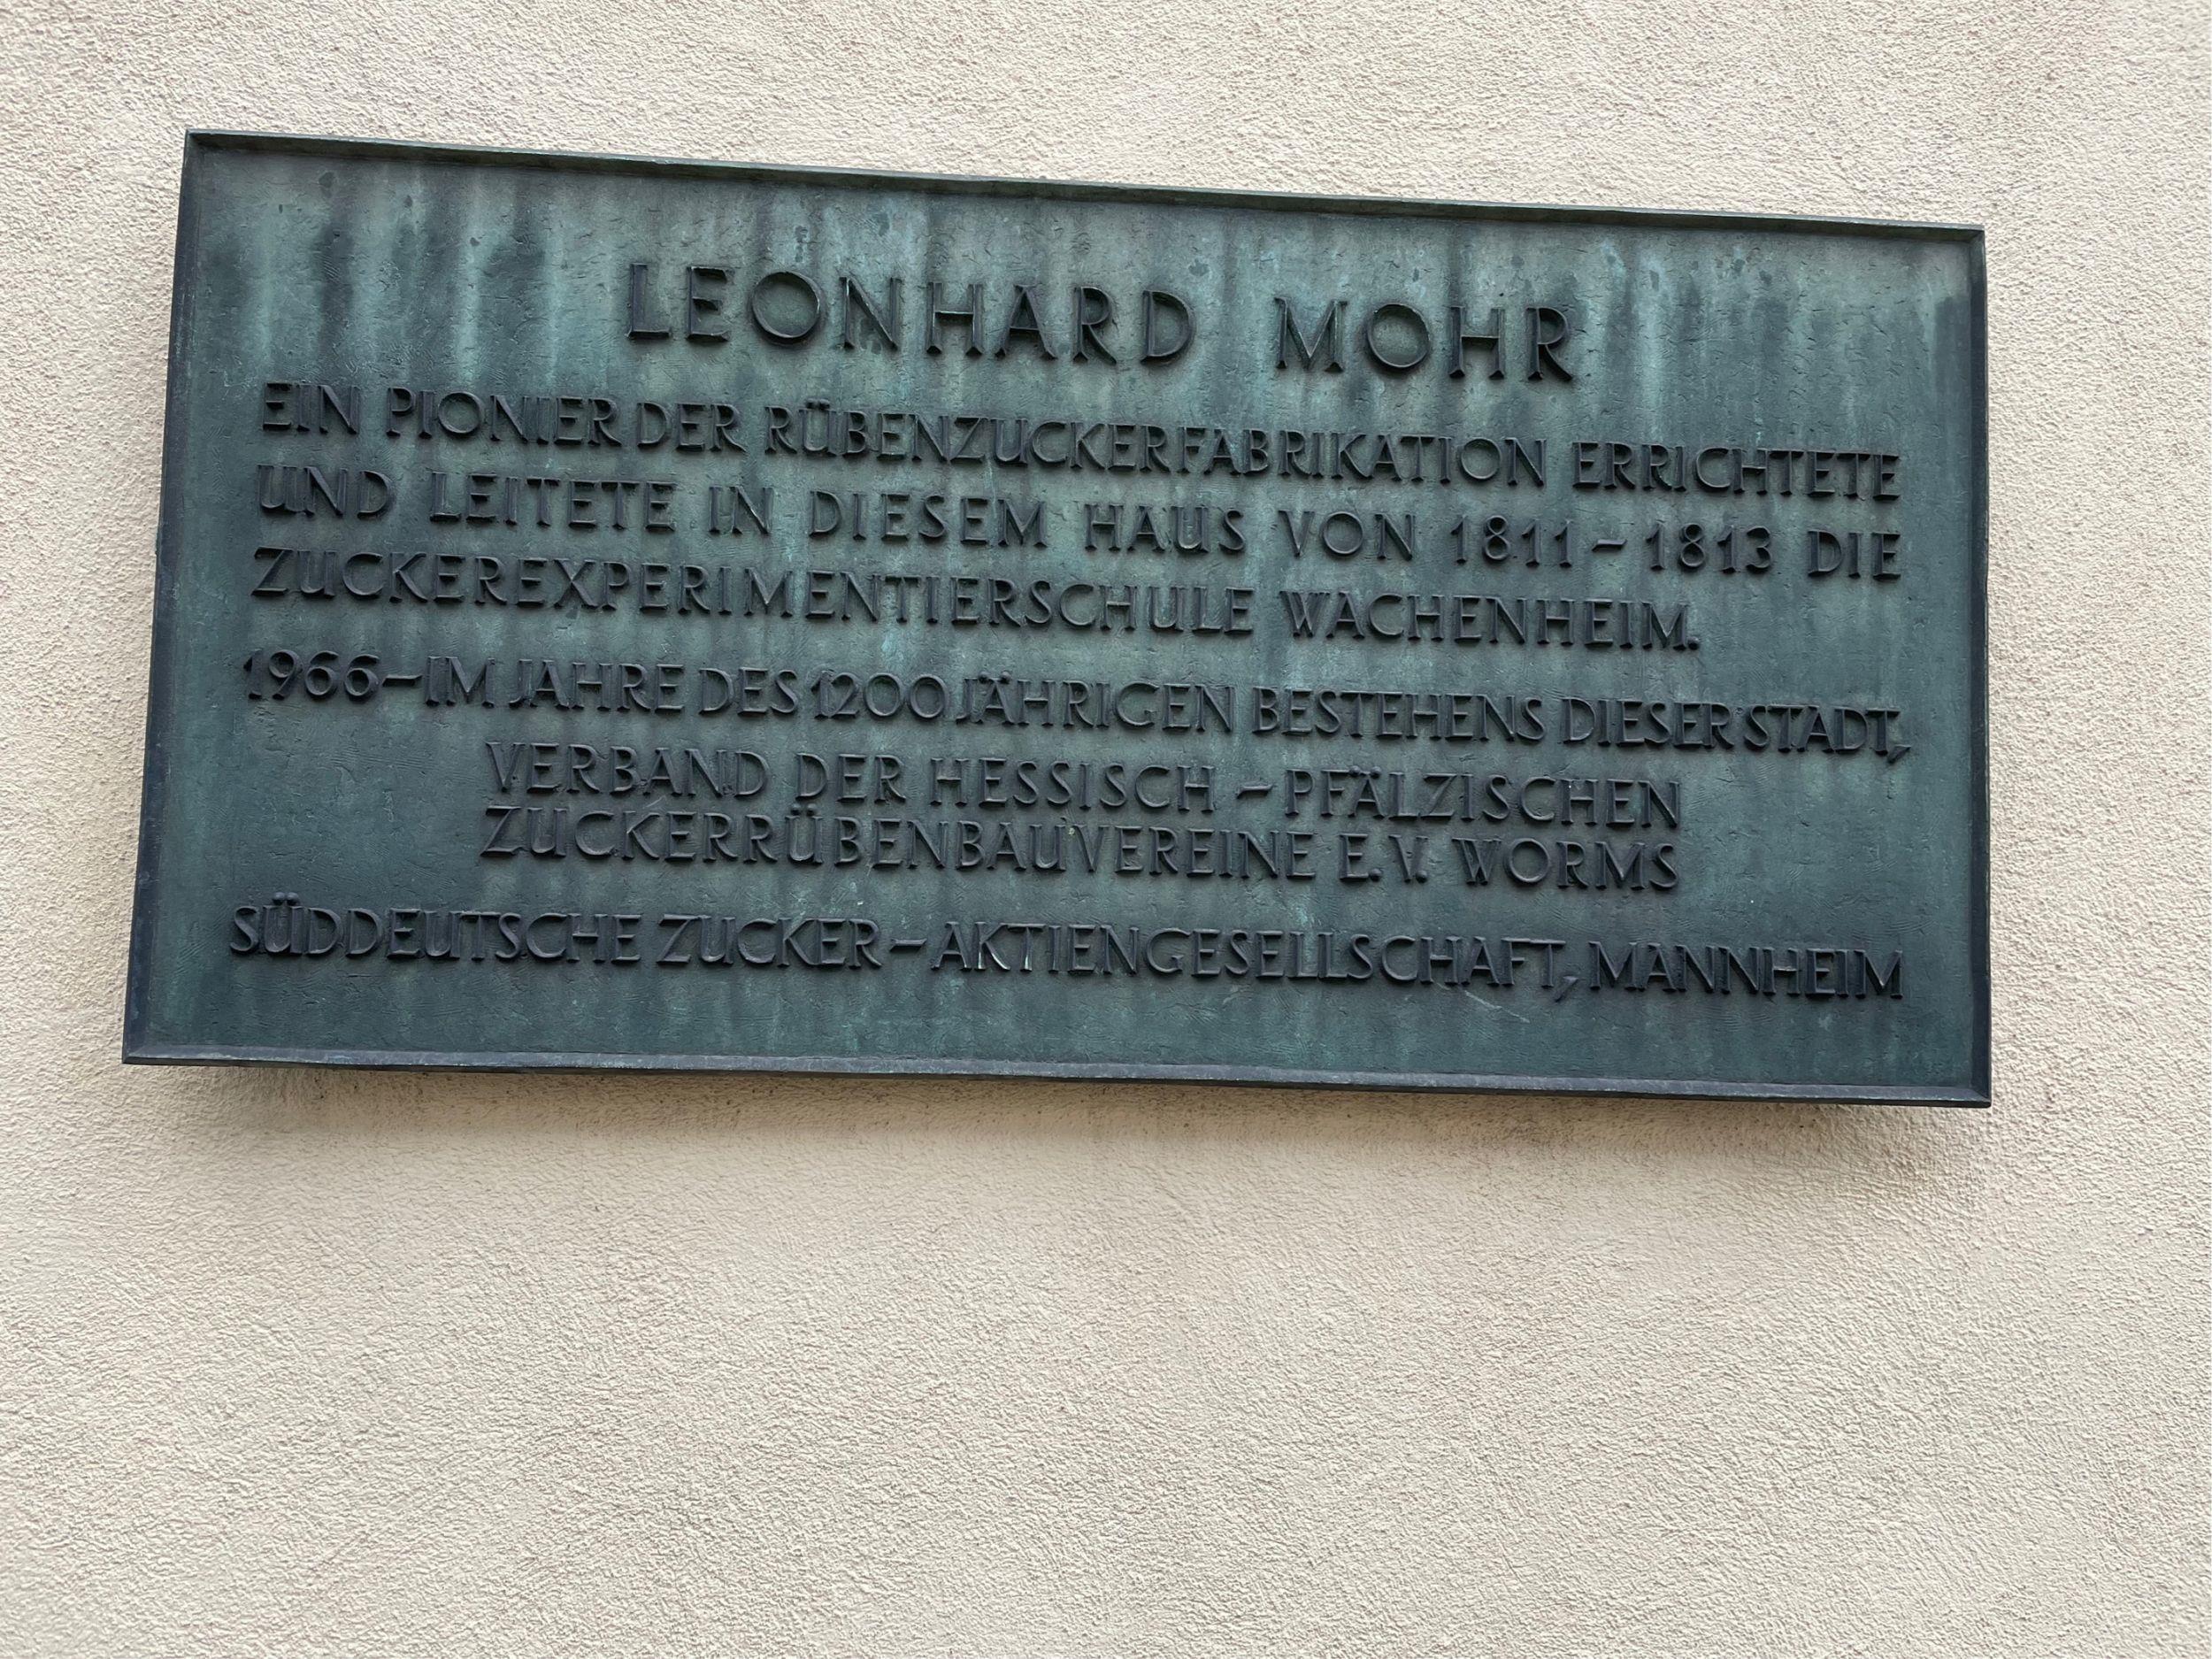 LEONHARD MOHR
EIN PIONIER DER RÜBENZUCKERFABRIKATION ERRICHTETE
UND LEITETE IN DIESEM HAUS VON 1811-1813 DIE
ZUCKEREXPERIMENTIERSCHULE WACHENHEIM.
1966-IM JAHRE DES 1200 JÄHRIGEN BESTEHENS DIESER STADT,
VERBAND DER HESSISCH-PFÄLZISCHEN
ZUCKERRÜBENBAUVEREINE E.V. WORMS
SÜDDEUTSCHE ZUCKER-AKTIENGESELLSCHAFT, MANNHEIM